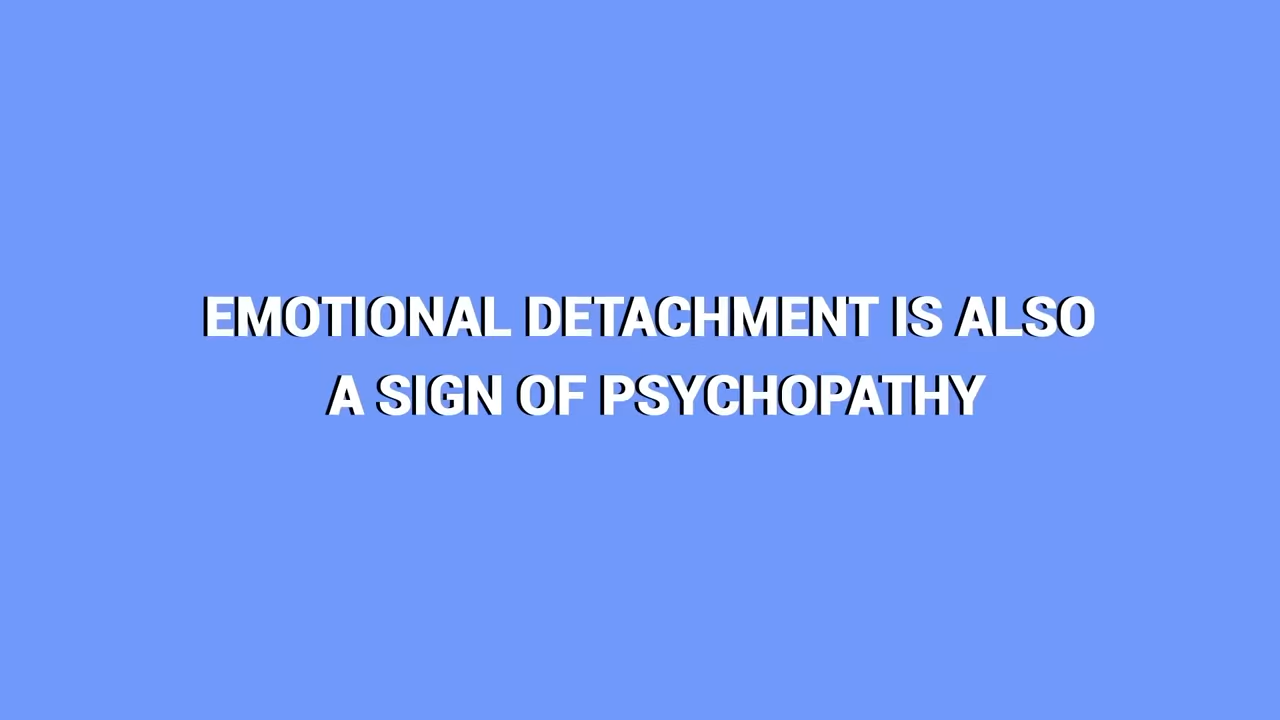 EMOTIONAL DETACHMENT IS ALSO
A SIGN OF PSYCHOPATHY